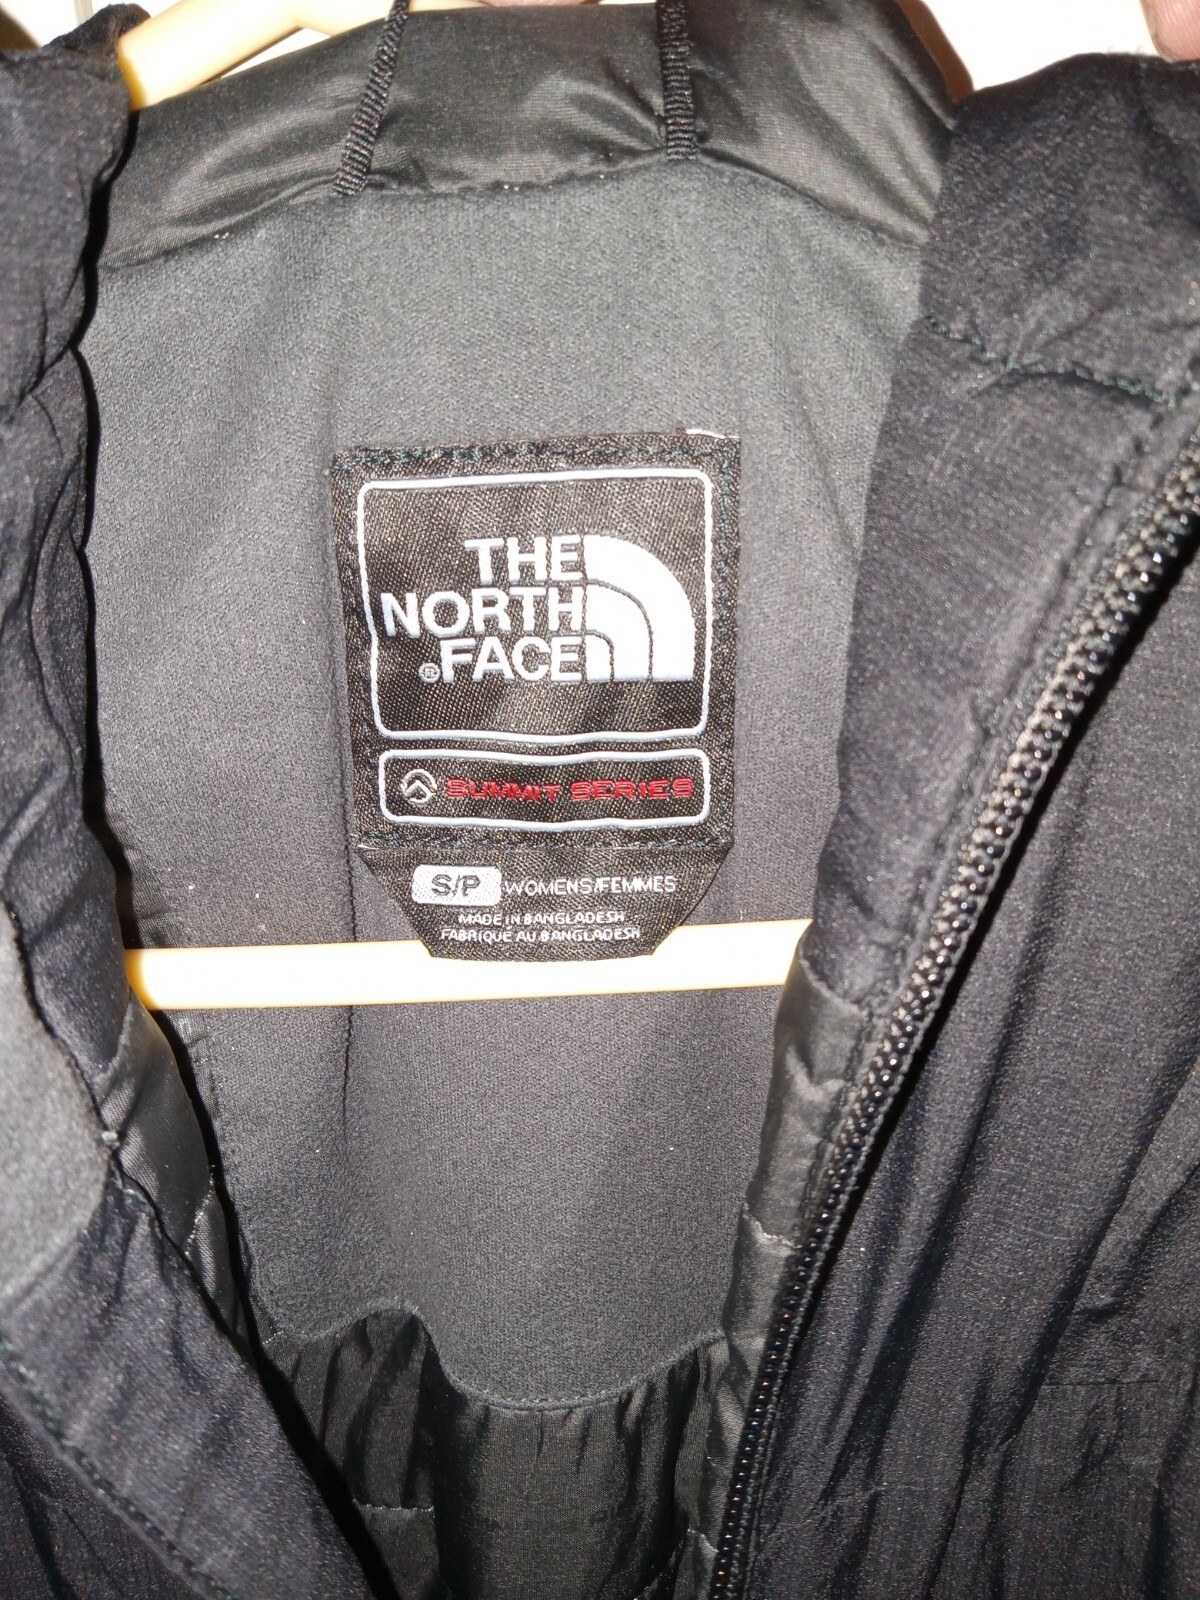 THE
NORTH
®FACE
SUMMIT SERIES
S/P WOMENS/FEMMES
MADE IN BANGLADESH
FABRIQUE AU BANGLADESH